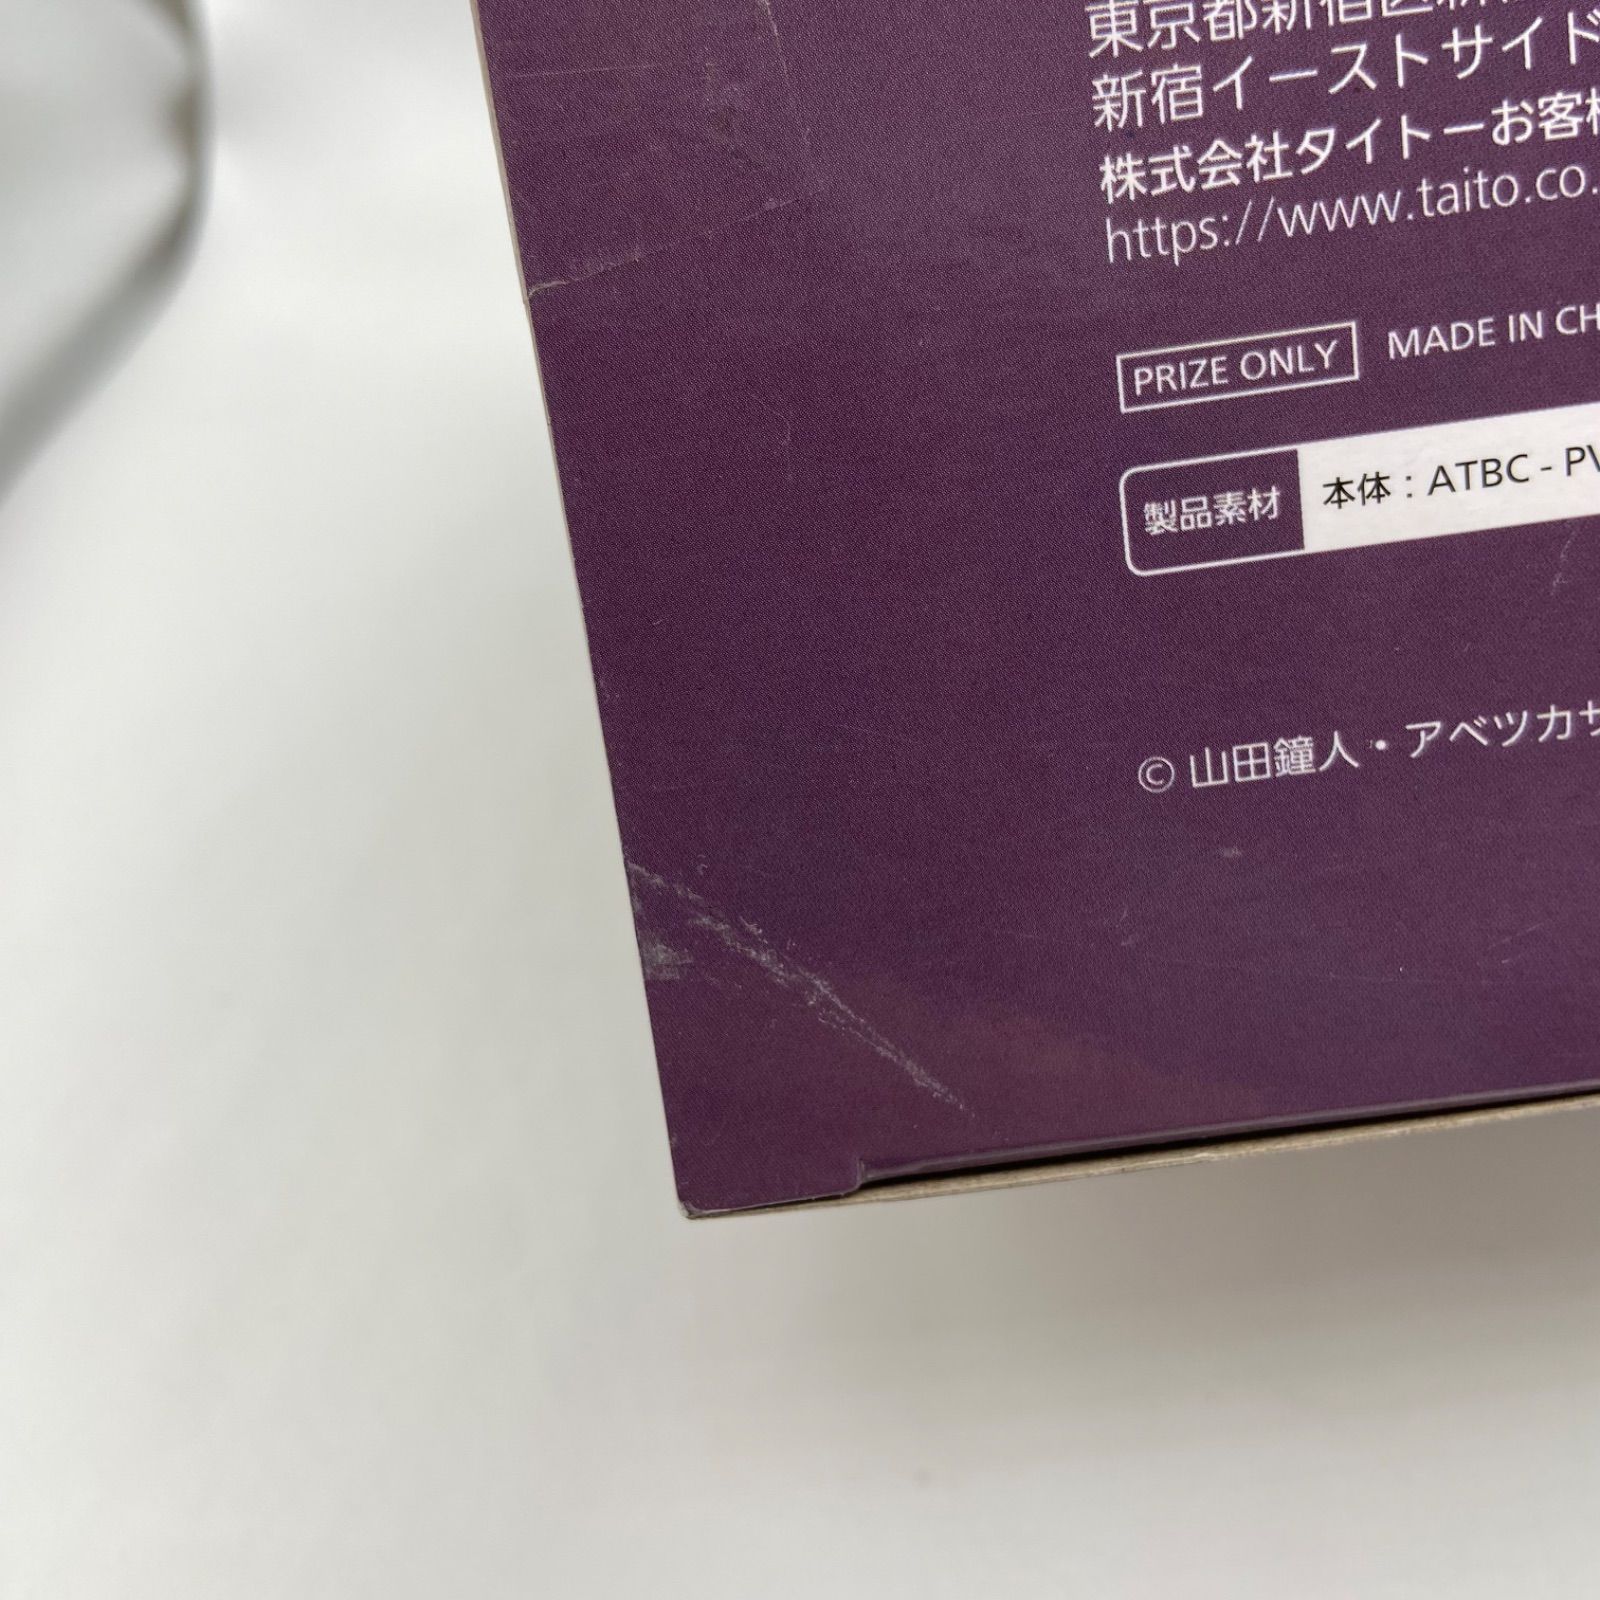 東京都新宿区新
新宿イーストサイド
株式会社タイトーお客様
https://www.taito.co.
PRIZE ONLY MADE IN CH
製品素材 本体：ATBC - PV
© 山田鐘人・アベツカサ